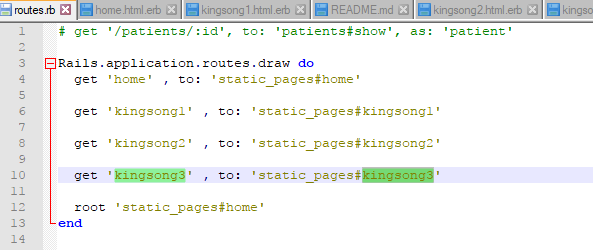 routes.rb home.html.erb kingsong1.html.erb README.md kingsong2.html.erb kingso
1 # get '/patients/:id', to: 'patients#show', as: 'patient'
2
3 Rails.application.routes.draw do
4 get 'home' , to: 'static_pages#home'
5
6 get 'kingsong1' , to: 'static_pages#kingsong1'
7
8 get 'kingsong2' , to: 'static_pages#kingsong2'
9
10 get 'kingsong3' , to: 'static_pages#kingsong3'
11
12 root 'static_pages#home'
13 end
14